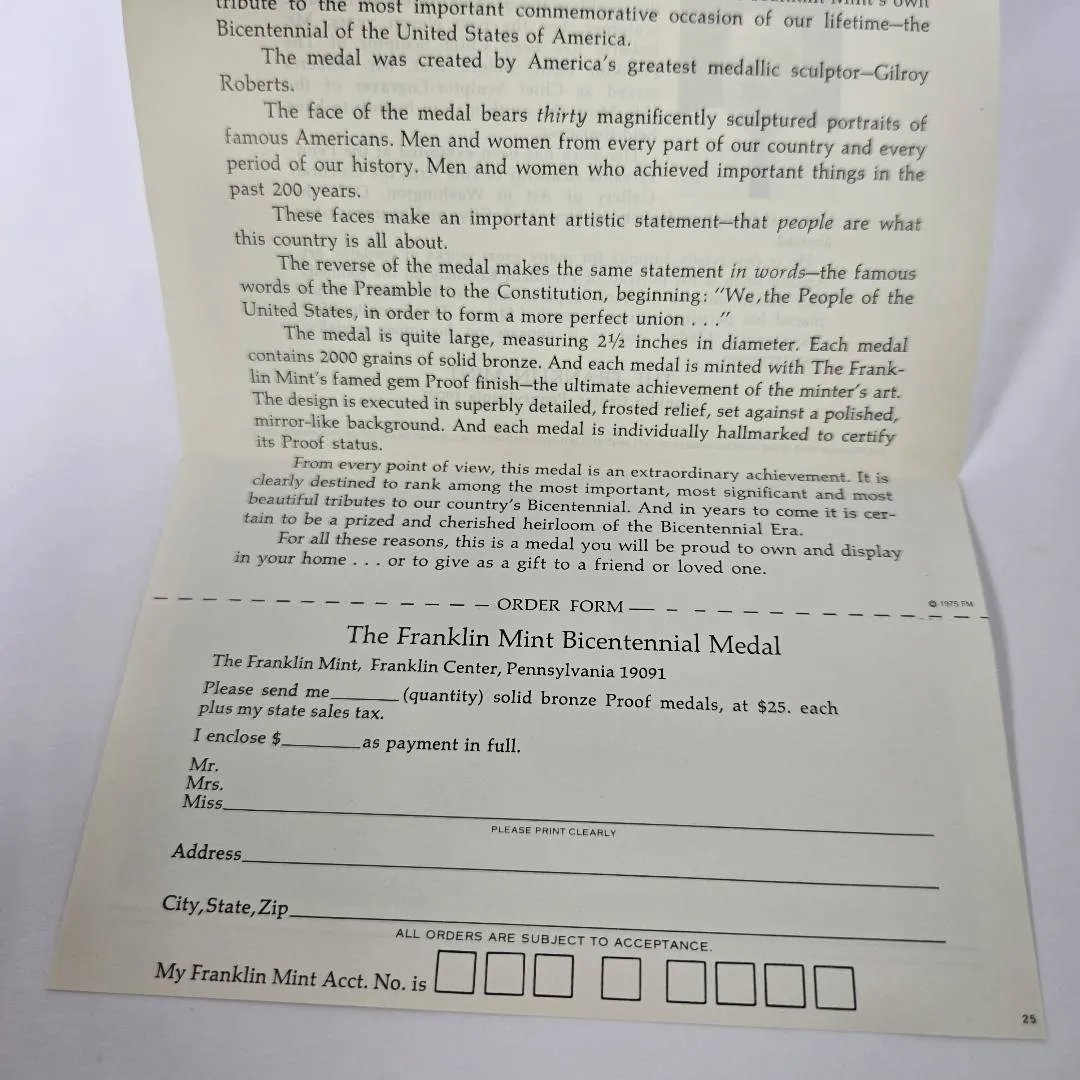 tribute to the most important commemorative occasion of our lifetime—the
Bicentennial of the United States of America.
The medal was created by America's greatest medallic sculptor—Gilroy
Roberts.
The face of the medal bears thirty magnificently sculptured portraits of
famous Americans. Men and women from every part of our country and every
period of our history. Men and women who achieved important things in the
past 200 years.
These faces make an important artistic statement—that people are what
this country is all about.
The reverse of the medal makes the same statement in words—the famous
words of the Preamble to the Constitution, beginning: "We, the People of the
United States, in order to form a more perfect union . . ."
The medal is quite large, measuring 2½ inches in diameter. Each medal
contains 2000 grains of solid bronze. And each medal is minted with The Frank-
lin Mint's famed gem Proof finish—the ultimate achievement of the minter's art.
The design is executed in superbly detailed, frosted relief, set against a polished,
mirror-like background. And each medal is individually hallmarked to certify
its Proof status.
From every point of view, this medal is an extraordinary achievement. It is
clearly destined to rank among the most important, most significant and most
beautiful tributes to our country's Bicentennial. And in years to come it is cer-
tain to be a prized and cherished heirloom of the Bicentennial Era.
For all these reasons, this is a medal you will be proud to own and display
in your home . . . or to give as a gift to a friend or loved one.
ORDER FORM
© 1975 FM
The Franklin Mint Bicentennial Medal
The Franklin Mint, Franklin Center, Pennsylvania 19091
Please send me______(quantity) solid bronze Proof medals, at $25. each
plus my state sales tax.
I enclose $_______as payment in full.
Mr.
Mrs.
Miss
PLEASE PRINT CLEARLY
Address
City, State, Zip
ALL ORDERS ARE SUBJECT TO ACCEPTANCE.
My Franklin Mint Acct. No. is
25